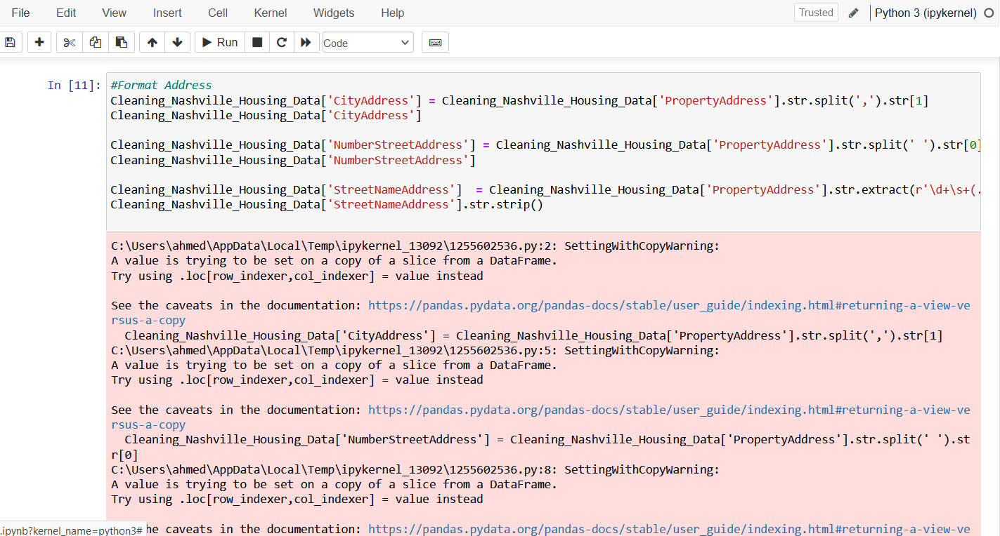 File Edit View Insert Cell Kernel Widgets Help Trusted Python 3 (ipykernel)
Run Code
In [11]:
#Format Address
Cleaning_Nashville_Housing_Data['CityAddress'] = Cleaning_Nashville_Housing_Data['PropertyAddress'].str.split(',').str[1]
Cleaning_Nashville_Housing_Data['CityAddress']
Cleaning_Nashville_Housing_Data['NumberStreetAddress'] = Cleaning_Nashville_Housing_Data['PropertyAddress'].str.split(' ').str[0]
Cleaning_Nashville_Housing_Data['NumberStreetAddress']
Cleaning_Nashville_Housing_Data['StreetNameAddress']  = Cleaning_Nashville_Housing_Data['PropertyAddress'].str.extract(r'\d+\s+(.
Cleaning_Nashville_Housing_Data['StreetNameAddress'].str.strip()
C:\Users\ahmed\AppData\Local\Temp\ipykernel_13092\1255602536.py:2: SettingWithCopyWarning:
A value is trying to be set on a copy of a slice from a DataFrame.
Try using .loc[row_indexer,col_indexer] = value instead
See the caveats in the documentation: https://pandas.pydata.org/pandas-docs/stable/user_guide/indexing.html#returning-a-view-ve
rsus-a-copy
  Cleaning_Nashville_Housing_Data['CityAddress'] = Cleaning_Nashville_Housing_Data['PropertyAddress'].str.split(',').str[1]
C:\Users\ahmed\AppData\Local\Temp\ipykernel_13092\1255602536.py:5: SettingWithCopyWarning:
A value is trying to be set on a copy of a slice from a DataFrame.
Try using .loc[row_indexer,col_indexer] = value instead
See the caveats in the documentation: https://pandas.pydata.org/pandas-docs/stable/user_guide/indexing.html#returning-a-view-ve
rsus-a-copy
  Cleaning_Nashville_Housing_Data['NumberStreetAddress'] = Cleaning_Nashville_Housing_Data['PropertyAddress'].str.split(' ').st
r[0]
C:\Users\ahmed\AppData\Local\Temp\ipykernel_13092\1255602536.py:8: SettingWithCopyWarning:
A value is trying to be set on a copy of a slice from a DataFrame.
Try using .loc[row_indexer,col_indexer] = value instead
he caveats in the documentation: https://pandas.pydata.org/pandas-docs/stable/user_guide/indexing.html#returning-a-view-ve
.ipynb?kernel_name=python3#